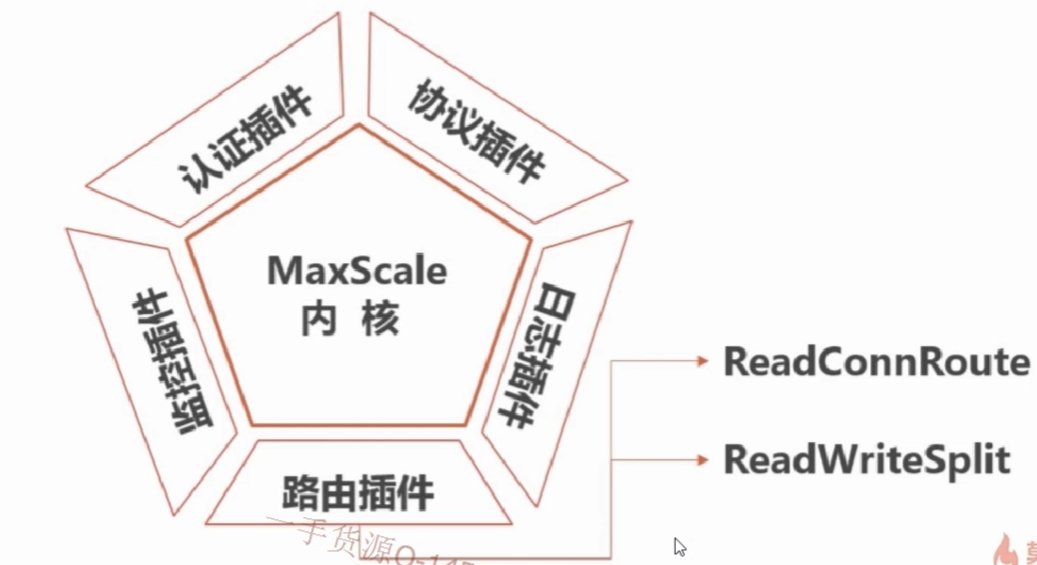 认证插件
协议插件
MaxScale
内 核
监控插件
日志插件
ReadConnRoute
ReadWriteSplit
路由插件
一手货源Q-145